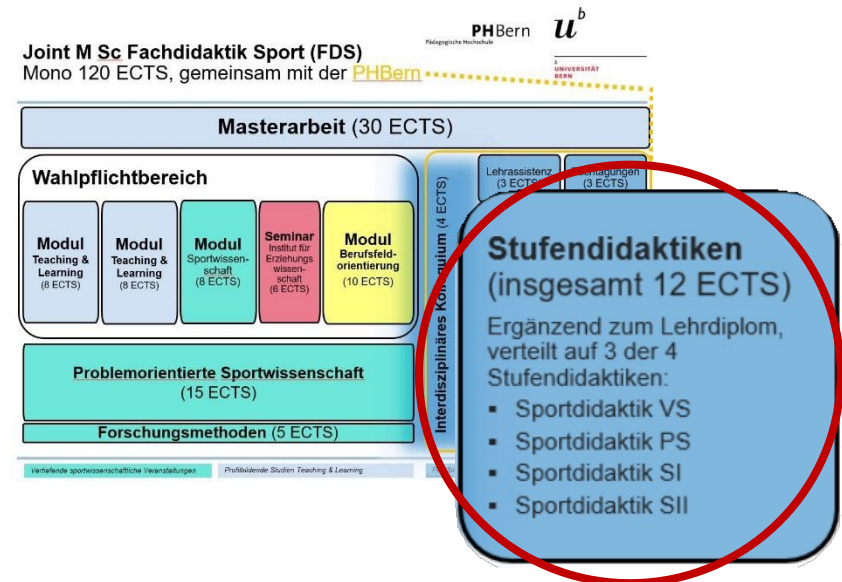 PHBern
Pädagogische Hochschule
u
b
b
UNIVERSITÄT
BERN
Joint M Sc Fachdidaktik Sport (FDS)
Mono 120 ECTS, gemeinsam mit der PHBern
Masterarbeit (30 ECTS)
Wahlpflichtbereich
Modul
Teaching &
Learning
(8 ECTS)
Modul
Teaching &
Learning
(8 ECTS)
Modul
Sportwissen-
schaft
(8 ECTS)
Seminar
Institut für
Erziehungs
wissen-
schaft
(6 ECTS)
Modul
Berufsfeld-
orientierung
(10 ECTS)
Problemorientierte Sportwissenschaft
(15 ECTS)
Forschungsmethoden (5 ECTS)
Interdisziplinäres Kolloquium (4 ECTS)
Lehrassistenz
(3 ECTS)
(3 ECTS)
Stufendidaktiken
(insgesamt 12 ECTS)
Ergänzend zum Lehrdiplom,
verteilt auf 3 der 4
Stufendidaktiken:
▪ Sportdidaktik VS
▪ Sportdidaktik PS
▪ Sportdidaktik SI
▪ Sportdidaktik SII
Vertiefende sportwissenschaftliche Veranstaltungen
Profilbildende Studien Teaching & Learning